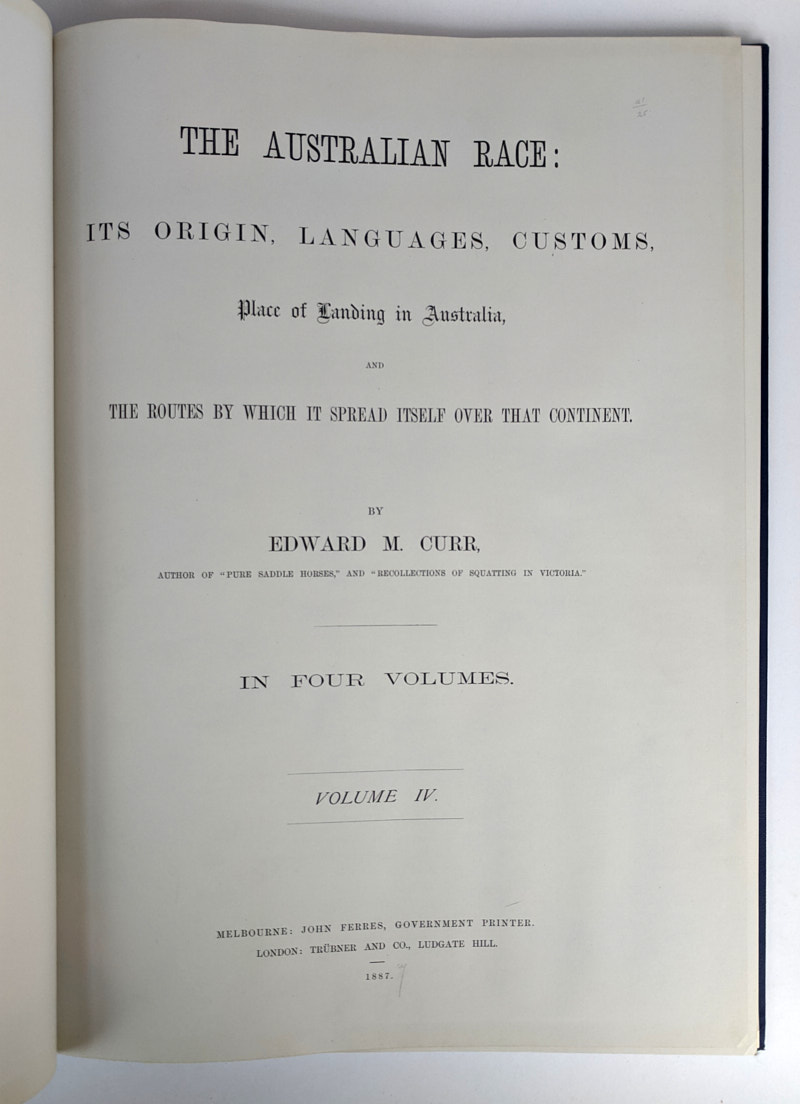 THE AUSTRALIAN RACE:
ITS ORIGIN, LANGUAGES, CUSTOMS,
Place of Landing in Australia,
AND
THE ROUTES BY WHICH IT SPREAD ITSELF OVER THAT CONTINENT.
BY
EDWARD M. CURR,
AUTHOR OF "PURE SADDLE HORSES," AND "RECOLLECTIONS OF SQUATTING IN VICTORIA."
IN FOUR VOLUMES.
VOLUME IV.
MELBOURNE: JOHN FERRES, GOVERNMENT PRINTER.
LONDON: TRÜBNER AND CO., LUDGATE HILL.
1887.